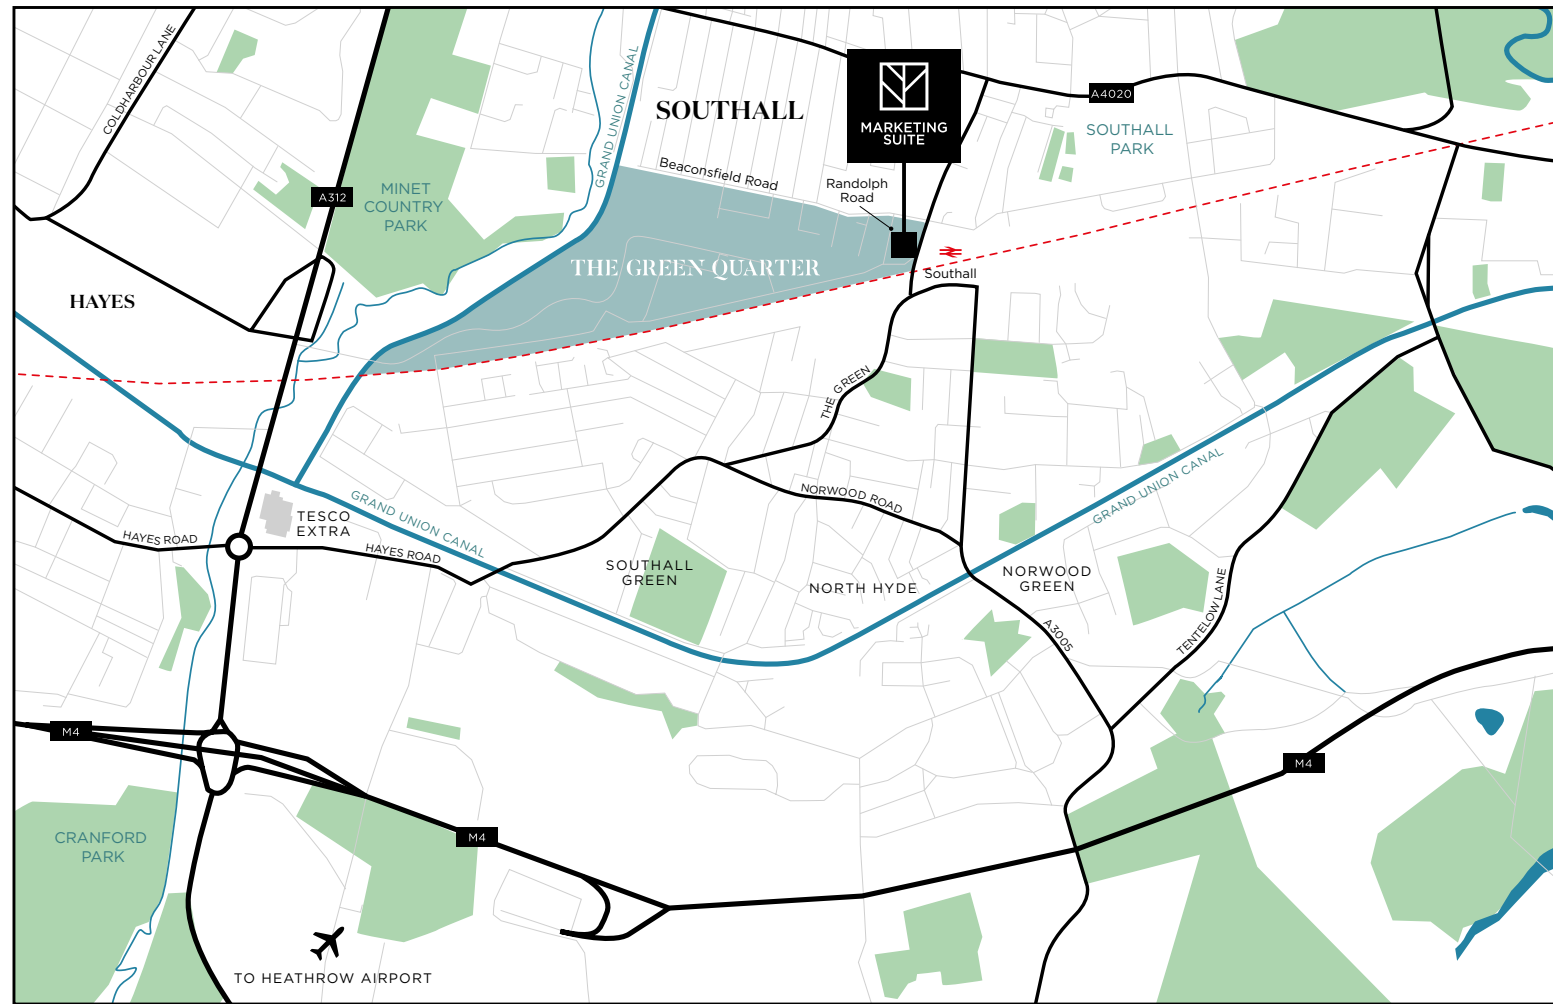 COLDHARBOUR LANE
GRAND UNION CANAL
SOUTHALL
MARKETING
SUITE
A4020
SOUTHALL
PARK
Beaconsfield Road
Randolph
Road
A312
MINET
COUNTRY
PARK
THE GREEN QUARTER
Southall
HAYES
THE GREEN
GRAND UNION CANAL
NORWOOD ROAD
GRAND UNION CANAL
TESCO
EXTRA
HAYES ROAD
HAYES ROAD
SOUTHALL
GREEN
NORTH HYDE
NORWOOD
GREEN
A3005
TENTELOW LANE
M4
M4
M4
CRANFORD
PARK
TO HEATHROW AIRPORT